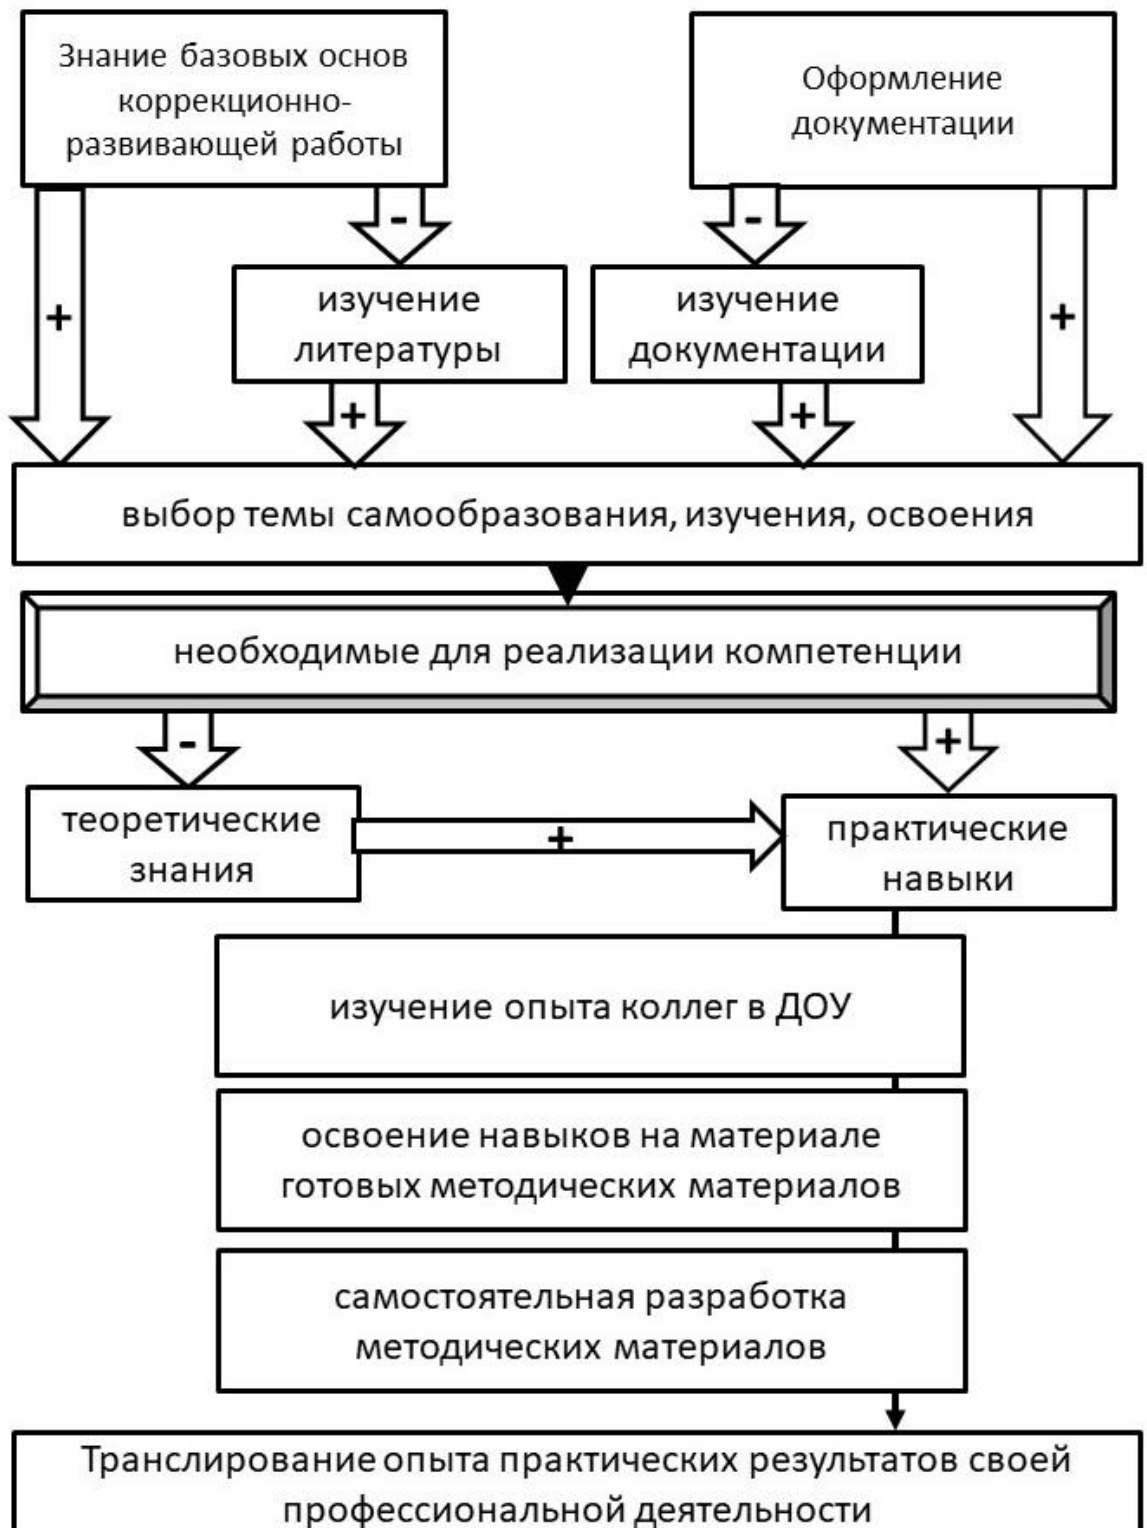 Знание базовых основ
коррекционно-
развивающей работы
Оформление
документации
-
-
+
+
изучение
литературы
изучение
документации
+
+
выбор темы самообразования, изучения, освоения
необходимые для реализации компетенции
-
+
теоретические
знания
+
практические
навыки
изучение опыта коллег в ДОУ
освоение навыков на материале
готовых методических материалов
самостоятельная разработка
методических материалов
Транслирование опыта практических результатов своей
профессиональной деятельности